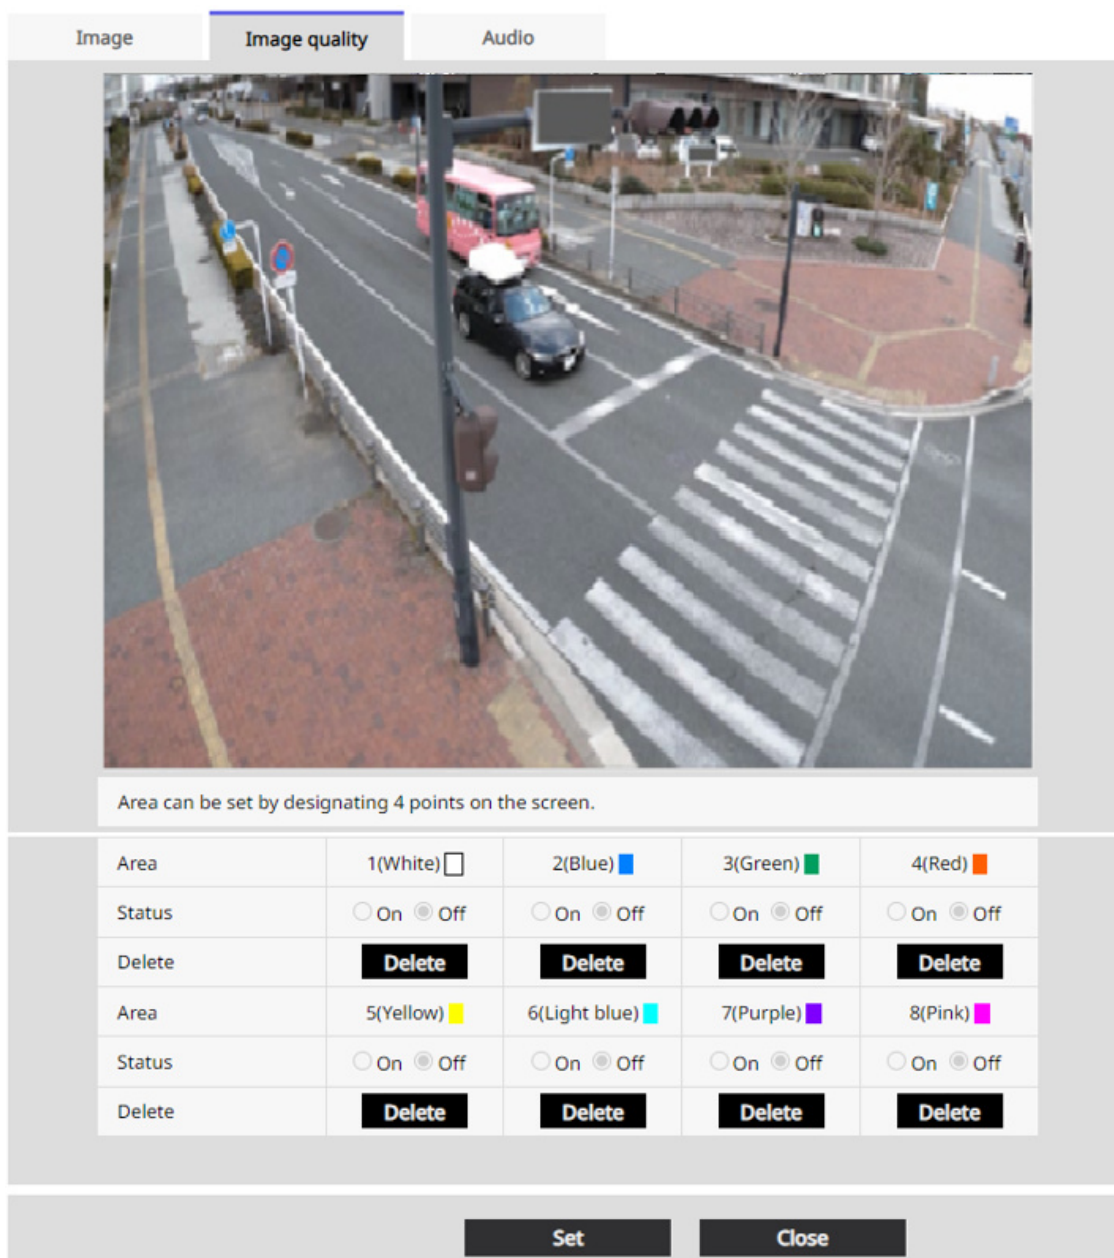 Image Image quality Audio
Area can be set by designating 4 points on the screen.
Area 1(White) 2(Blue) 3(Green) 4(Red)
Status On Off On Off On Off On Off
Delete Delete Delete Delete Delete
Area 5(Yellow) 6(Light blue) 7(Purple) 8(Pink)
Status On Off On Off On Off On Off
Delete Delete Delete Delete Delete
Set Close